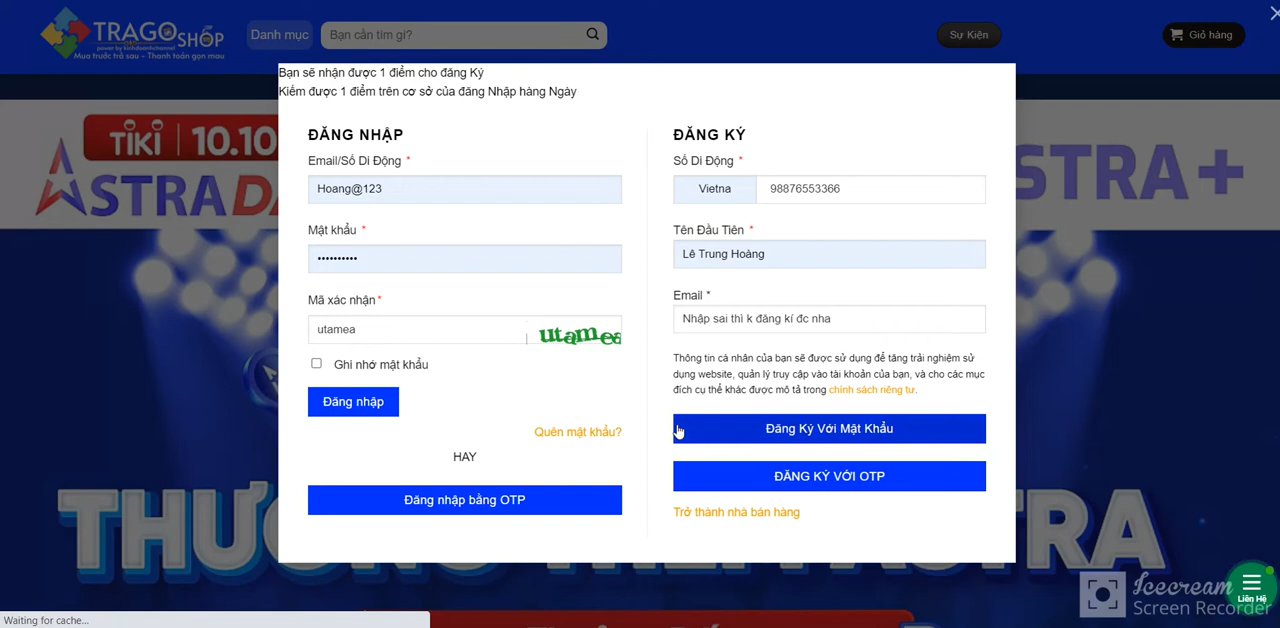 TRAGO SHOP
power by kinhdoanhchannel
Mua trước trả sau – Thanh toán gọn mau
Danh mục
Bạn cần tìm gì?
Sự Kiện
Giỏ hàng
TIKI | 10.10
ASTRA DA
ASTRA+
Bạn sẽ nhận được 1 điểm cho đăng Ký
Kiếm được 1 điểm trên cơ sở của đăng Nhập hàng Ngày
ĐĂNG NHẬP
Email/Số Di Động *
Hoang@123
Mật khẩu *
••••••••••
Mã xác nhận*
utamea
utamea
Ghi nhớ mật khẩu
Đăng nhập
Quên mật khẩu?
HAY
Đăng nhập bằng OTP
ĐĂNG KÝ
Số Di Động *
Vietna
98876553366
Tên Đầu Tiên *
Lê Trung Hoàng
Email *
Nhập sai thì k đăng kí đc nha
Thông tin cá nhân của bạn sẽ được sử dụng để tăng trải nghiệm sử
dụng website, quản lý truy cập vào tài khoản của bạn, và cho các mục
đích cụ thể khác được mô tả trong chính sách riêng tư.
Đăng Ký Với Mật Khẩu
ĐĂNG KÝ VỚI OTP
Trở thành nhà bán hàng
THƯƠ
ASTRA
Liên Hệ
Icecream
Screen Recorder
Waiting for cache...